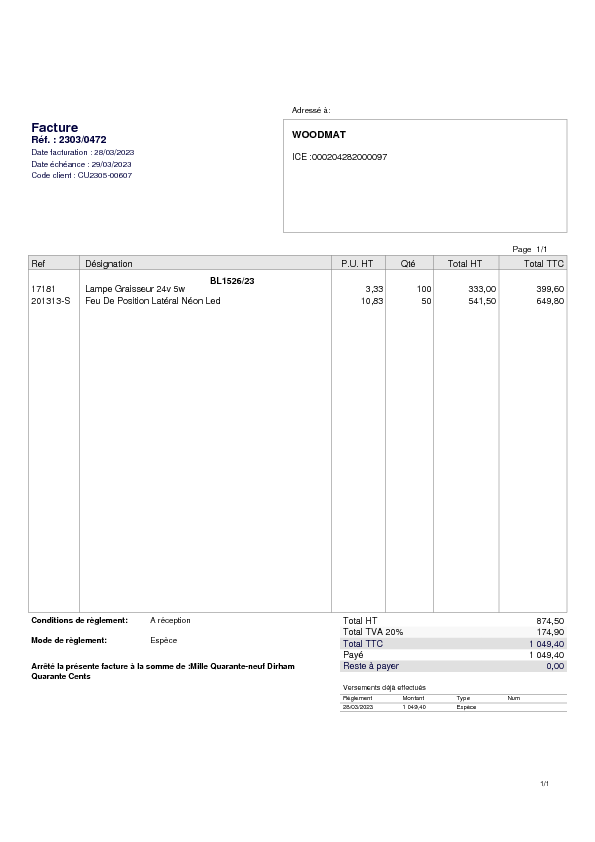 Adressé à:
Facture
Réf. : 2303/0472
Date facturation : 28/03/2023
Date échéance : 29/03/2023
Code client : CU2305-00607
WOODMAT
ICE :000204282000097
Page 1/1
Ref Désignation P.U. HT Qté Total HT Total TTC
BL1526/23
17181 Lampe Graisseur 24v 5w 3,33 100 333,00 399,60
201313-S Feu De Position Latéral Néon Led 10,83 50 541,50 649,80
Conditions de règlement: A réception
Mode de règlement: Espèce
Arrêté la présente facture à la somme de :Mille Quarante-neuf Dirham
Quarante Cents
Total HT 874,50
Total TVA 20% 174,90
Total TTC 1 049,40
Payé 1 049,40
Reste à payer 0,00
Versements déjà effectués
Règlement Montant Type Num
28/03/2023 1 049,40 Espèce
1/1